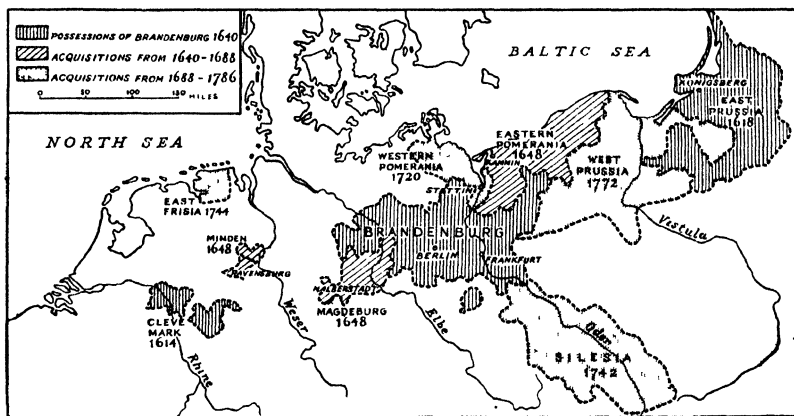 POSSESSIONS OF BRANDENBURG 1640
ACQUISITIONS FROM 1640-1688
ACQUISITIONS FROM 1688-1786
0 50 100 150 MILES
BALTIC SEA
NORTH SEA
KÖNIGSBERG
EAST
PRUSSIA
1618
EASTERN
POMERANIA
1648
KAMMIN
WESTERN
POMERANIA
1720
STETTIN
WEST
PRUSSIA
1772
EAST
FRISIA 1744
MINDEN
1648
RAVENSBURG
BRANDENBURG
BERLIN
FRANKFURT
Vistula
HALBERSTADT
MAGDEBURG
1648
CLEVE
MARK
1614
Rhine
Weser
Elbe
Oder
SILESIA
1742